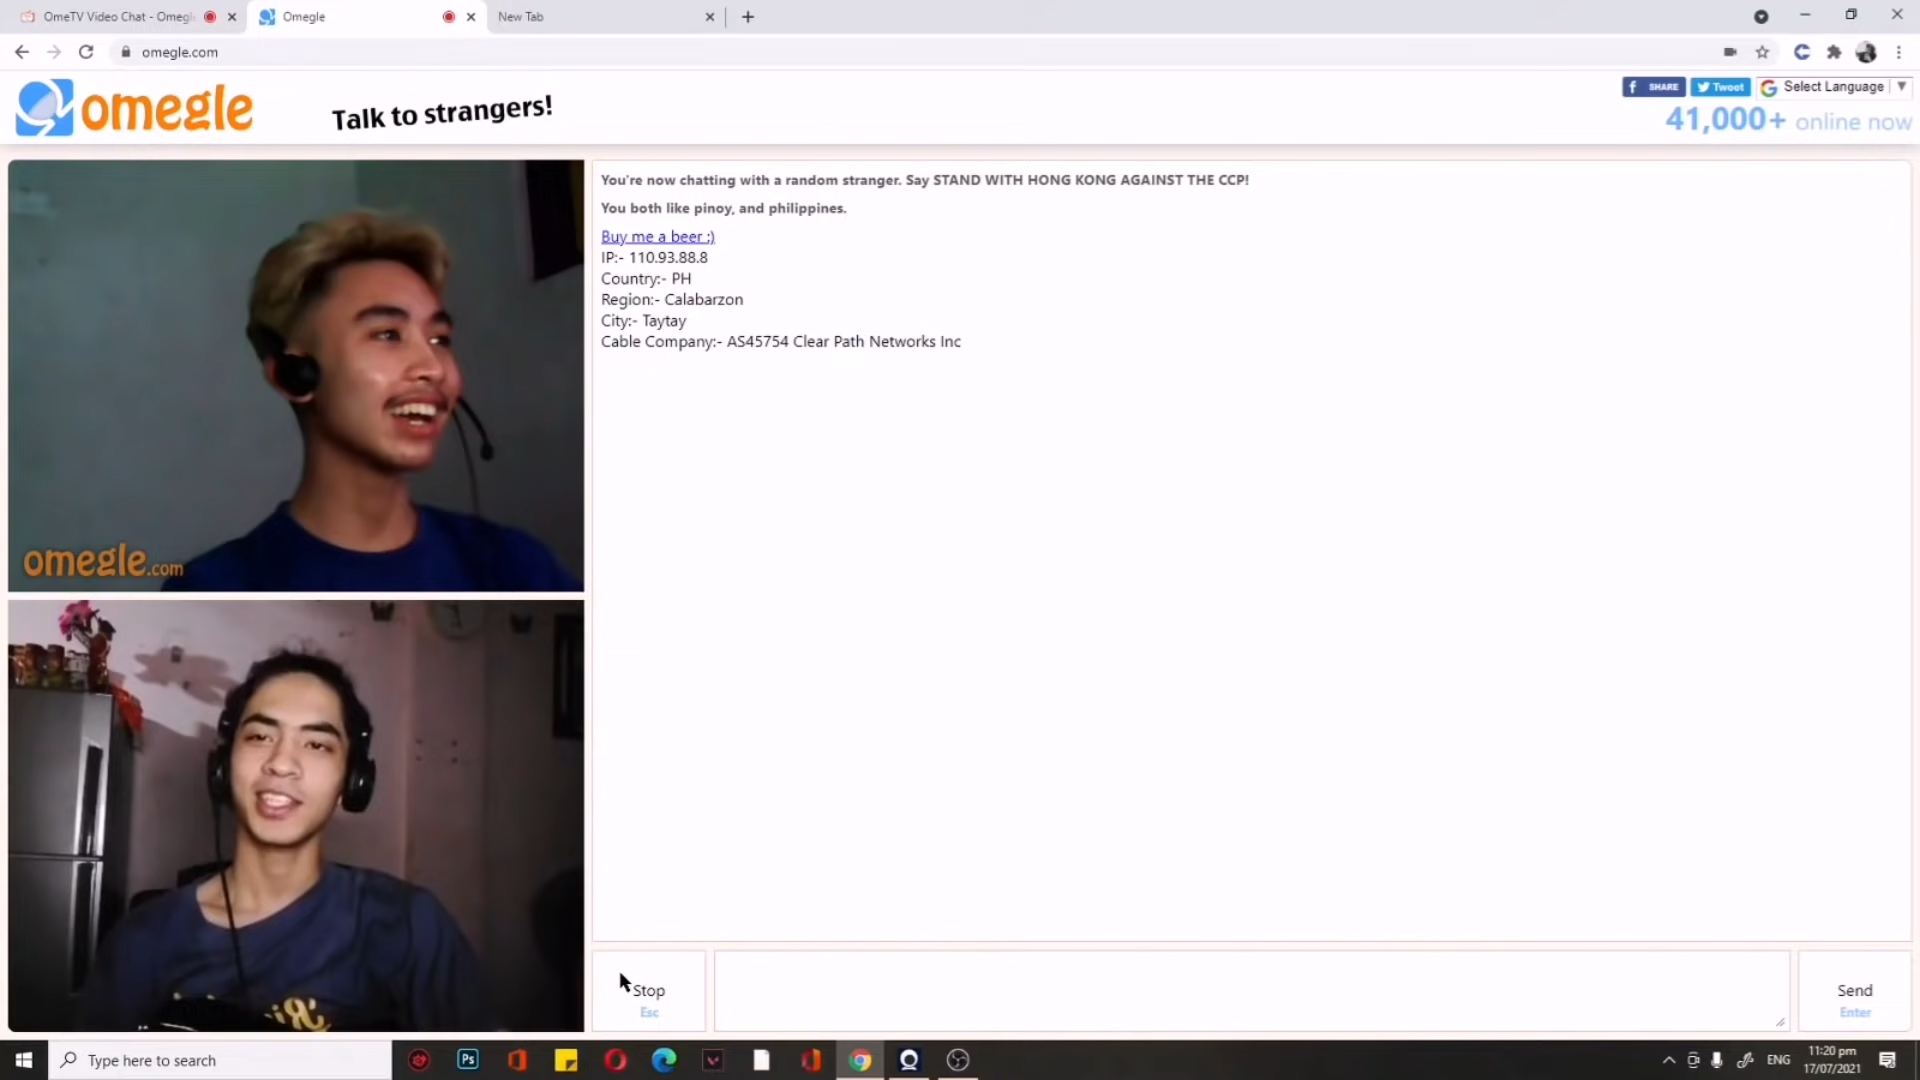 OmeTV Video Chat - Omegl
Omegle
New Tab
omegle.com
omegle
Talk to strangers!
SHARE
Tweet
Select Language
41,000+ online now
omegle.com
You're now chatting with a random stranger. Say STAND WITH HONG KONG AGAINST THE CCP!
You both like pinoy, and philippines.
Buy me a beer :)
IP:- 110.93.88.8
Country:- PH
Region:- Calabarzon
City:- Taytay
Cable Company:- AS45754 Clear Path Networks Inc
Stop
Esc
Send
Enter
Type here to search
Ps
ENG
11:20 pm
17/07/2021